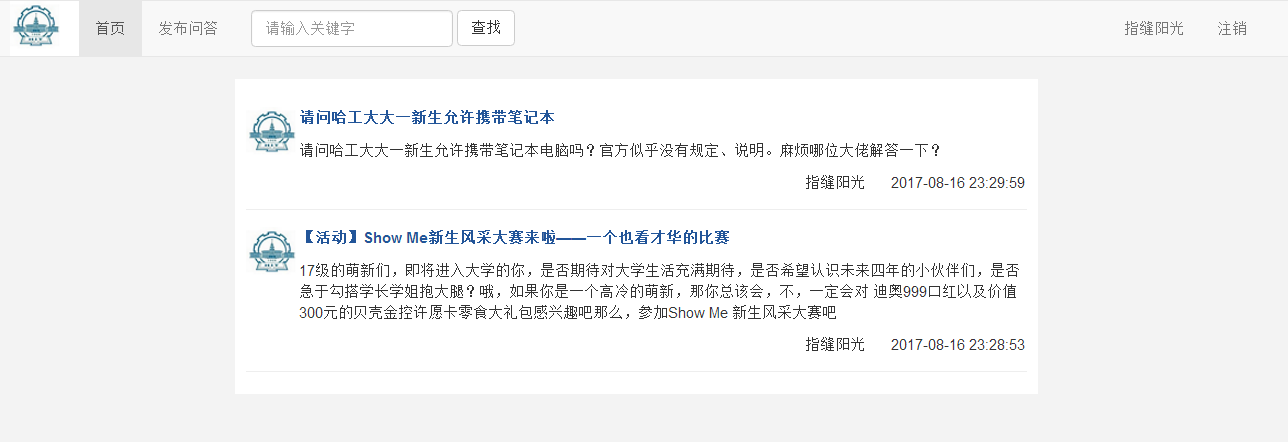 首页 发布问答 请输入关键字 查找 指缝阳光 注销
请问哈工大大一新生允许携带笔记本
请问哈工大大一新生允许携带笔记本电脑吗？官方似乎没有规定、说明。麻烦哪位大佬解答一下？
指缝阳光 2017-08-16 23:29:59
【活动】Show Me新生风采大赛来啦——一个也看才华的比赛
17级的萌新们，即将进入大学的你，是否期待对大学生活充满期待，是否希望认识未来四年的小伙伴们，是否
急于勾搭学长学姐抱大腿？哦，如果你是一个高冷的萌新，那你总该会，不，一定会对 迪奥999口红以及价值
300元的贝壳金控许愿卡零食大礼包感兴趣吧那么，参加Show Me 新生风采大赛吧
指缝阳光 2017-08-16 23:28:53